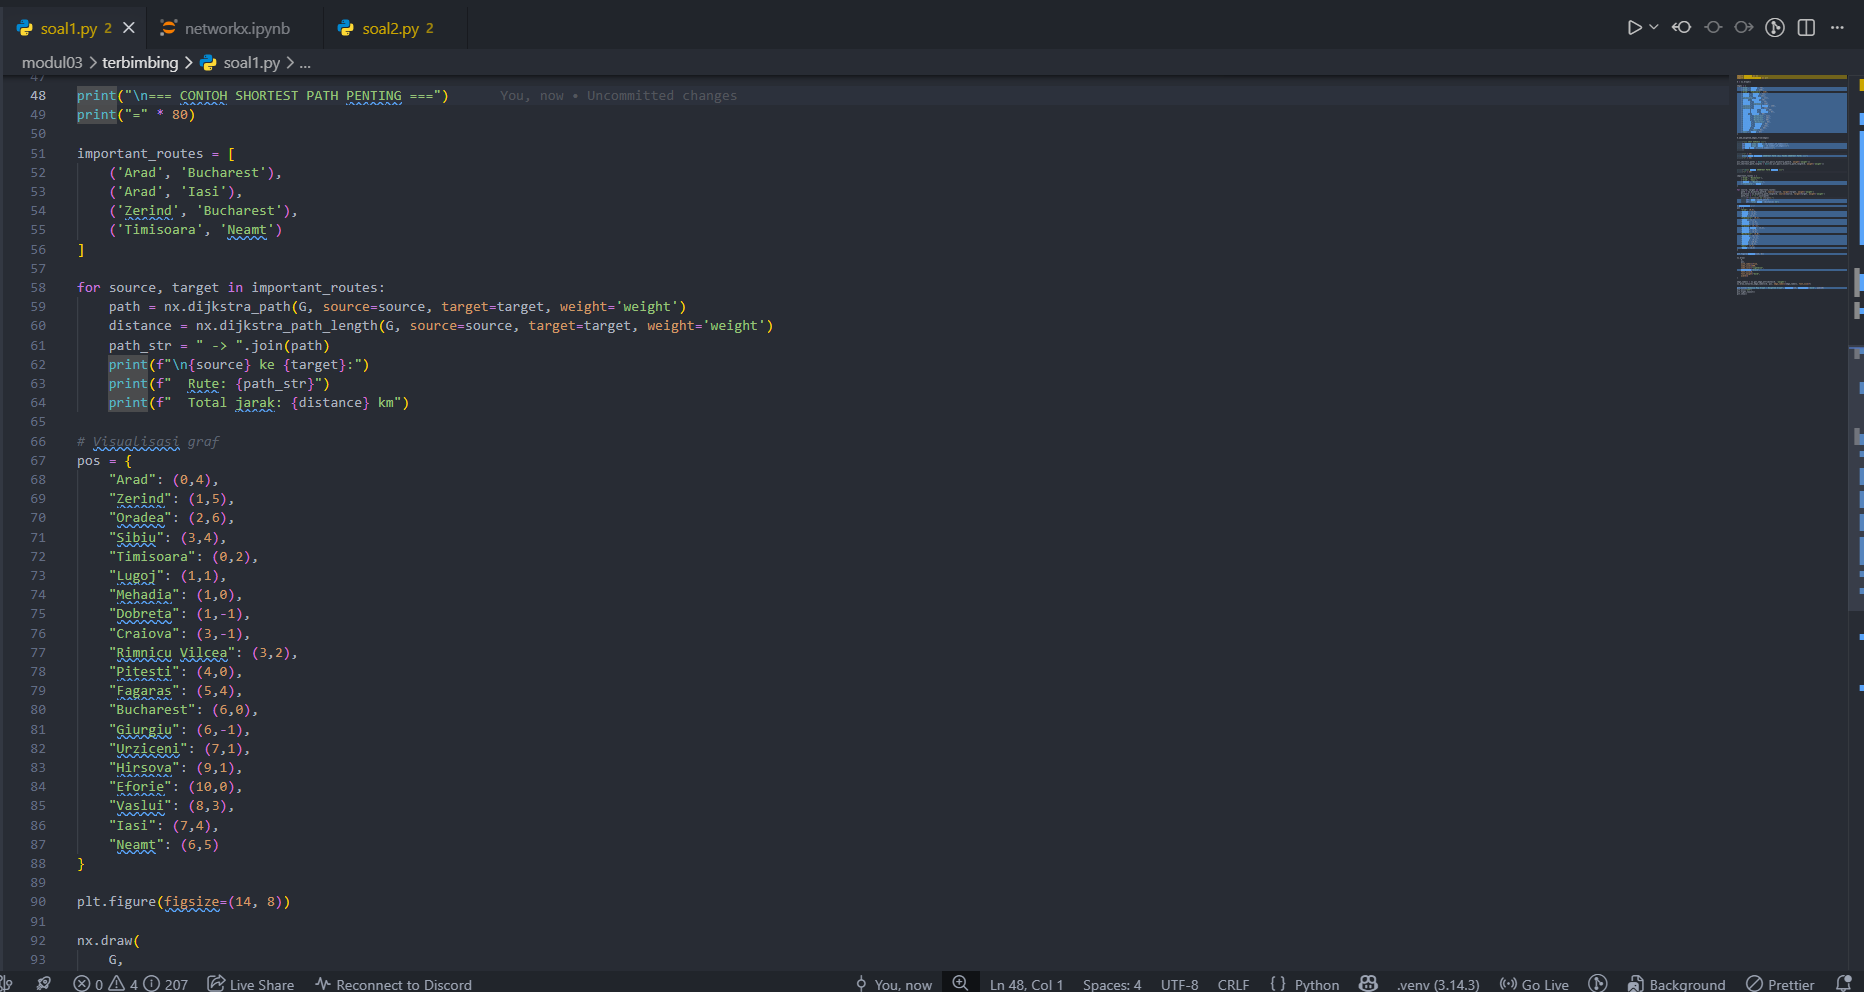 soal1.py 2
networkx.ipynb
soal2.py 2
modul03 > terbimbing > soal1.py > ...
47
48 print("\n=== CONTOH SHORTEST PATH PENTING ===") You, now • Uncommitted changes
49 print("=" * 80)
50
51 important_routes = [
52 ('Arad', 'Bucharest'),
53 ('Arad', 'Iasi'),
54 ('Zerind', 'Bucharest'),
55 ('Timisoara', 'Neamt')
56 ]
57
58 for source, target in important_routes:
59 path = nx.dijkstra_path(G, source=source, target=target, weight='weight')
60 distance = nx.dijkstra_path_length(G, source=source, target=target, weight='weight')
61 path_str = " -> ".join(path)
62 print(f"\n{source} ke {target}:")
63 print(f"  Rute: {path_str}")
64 print(f"  Total jarak: {distance} km")
65
66 # Visualisasi graf
67 pos = {
68 "Arad": (0,4),
69 "Zerind": (1,5),
70 "Oradea": (2,6),
71 "Sibiu": (3,4),
72 "Timisoara": (0,2),
73 "Lugoj": (1,1),
74 "Mehadia": (1,0),
75 "Dobreta": (1,-1),
76 "Craiova": (3,-1),
77 "Rimnicu Vilcea": (3,2),
78 "Pitesti": (4,0),
79 "Fagaras": (5,4),
80 "Bucharest": (6,0),
81 "Giurgiu": (6,-1),
82 "Urziceni": (7,1),
83 "Hirsova": (9,1),
84 "Eforie": (10,0),
85 "Vaslui": (8,3),
86 "Iasi": (7,4),
87 "Neamt": (6,5)
88 }
89
90 plt.figure(figsize=(14, 8))
91
92 nx.draw(
93 G,
0 4 207 Live Share Reconnect to Discord You, now Ln 48, Col 1 Spaces: 4 UTF-8 CRLF { } Python .venv (3.14.3) Go Live Background Prettier